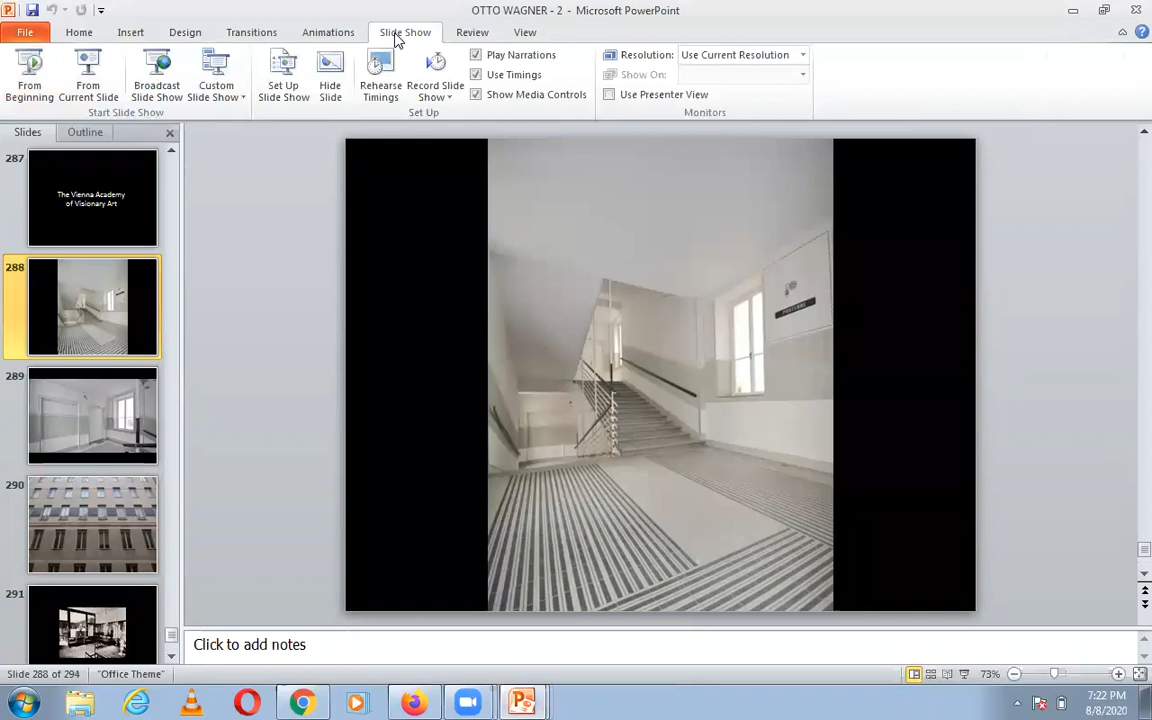 OTTO WAGNER - 2 - Microsoft PowerPoint
File Home Insert Design Transitions Animations Slide Show Review View
From Beginning
From Current Slide
Broadcast Slide Show
Custom Slide Show
Set Up Slide Show
Hide Slide
Rehearse Timings
Record Slide Show
Play Narrations
Use Timings
Show Media Controls
Resolution: Use Current Resolution
Show On:
Use Presenter View
Start Slide Show
Set Up
Monitors
Slides Outline
287
The Vienna Academy
of Visionary Art
288
289
290
291
Click to add notes
Slide 288 of 294 "Office Theme" 73%
7:22 PM
8/8/2020